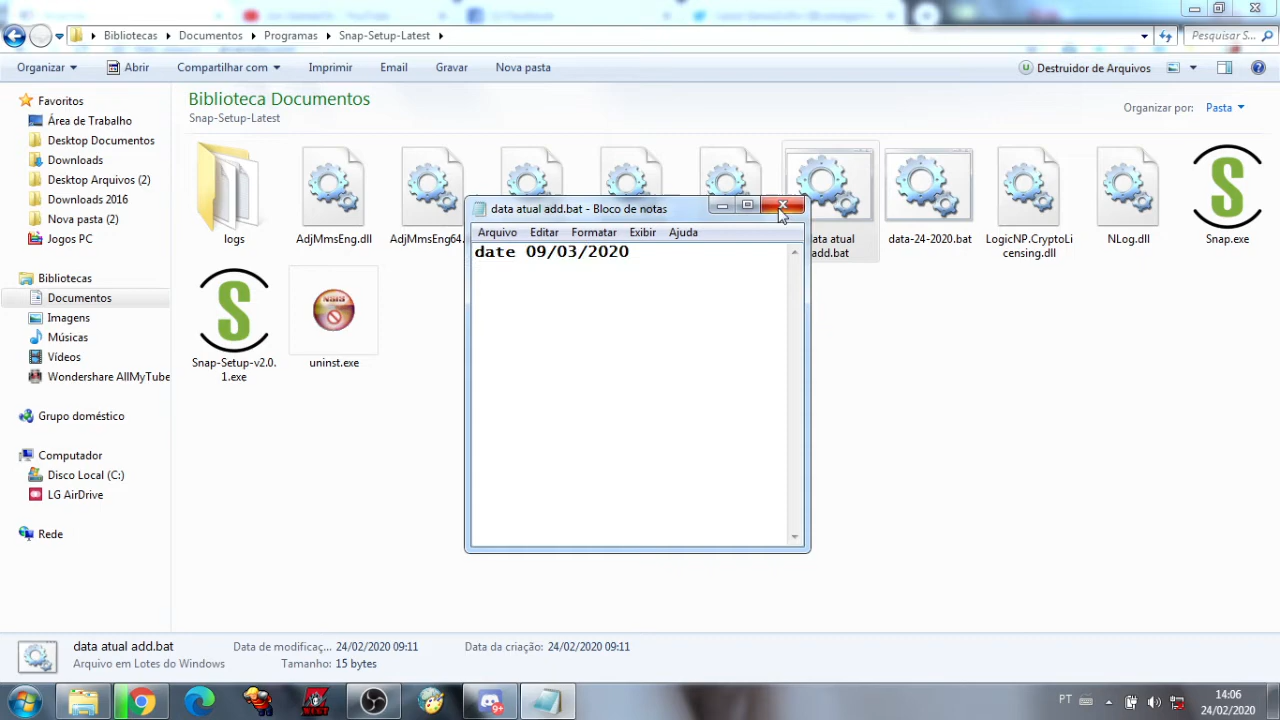 Bibliotecas
Documentos
Programas
Snap-Setup-Latest
Pesquisar S...
Organizar
Abrir
Compartilhar com
Imprimir
Email
Gravar
Nova pasta
Destruidor de Arquivos
Favoritos
Área de Trabalho
Desktop Documentos
Downloads
Desktop Arquivos (2)
Downloads 2016
Nova pasta (2)
Jogos PC
Bibliotecas
Documentos
Imagens
Músicas
Vídeos
Wondershare AllMyTube
Grupo doméstico
Computador
Disco Local (C:)
LG AirDrive
Rede
Biblioteca Documentos
Snap-Setup-Latest
Organizar por: Pasta
logs
AdjMmsEng.dll
AdjMmsEng64.
data atual
add.bat
data-24-2020.bat
LogicNP.CryptoLi
censing.dll
NLog.dll
Snap.exe
Snap-Setup-v2.0.
1.exe
uninst.exe
data atual add.bat - Bloco de notas
Arquivo
Editar
Formatar
Exibir
Ajuda
date 09/03/2020
data atual add.bat
Arquivo em Lotes do Windows
Data de modificaç... 24/02/2020 09:11
Tamanho: 15 bytes
Data da criação: 24/02/2020 09:11
PT
14:06
24/02/2020